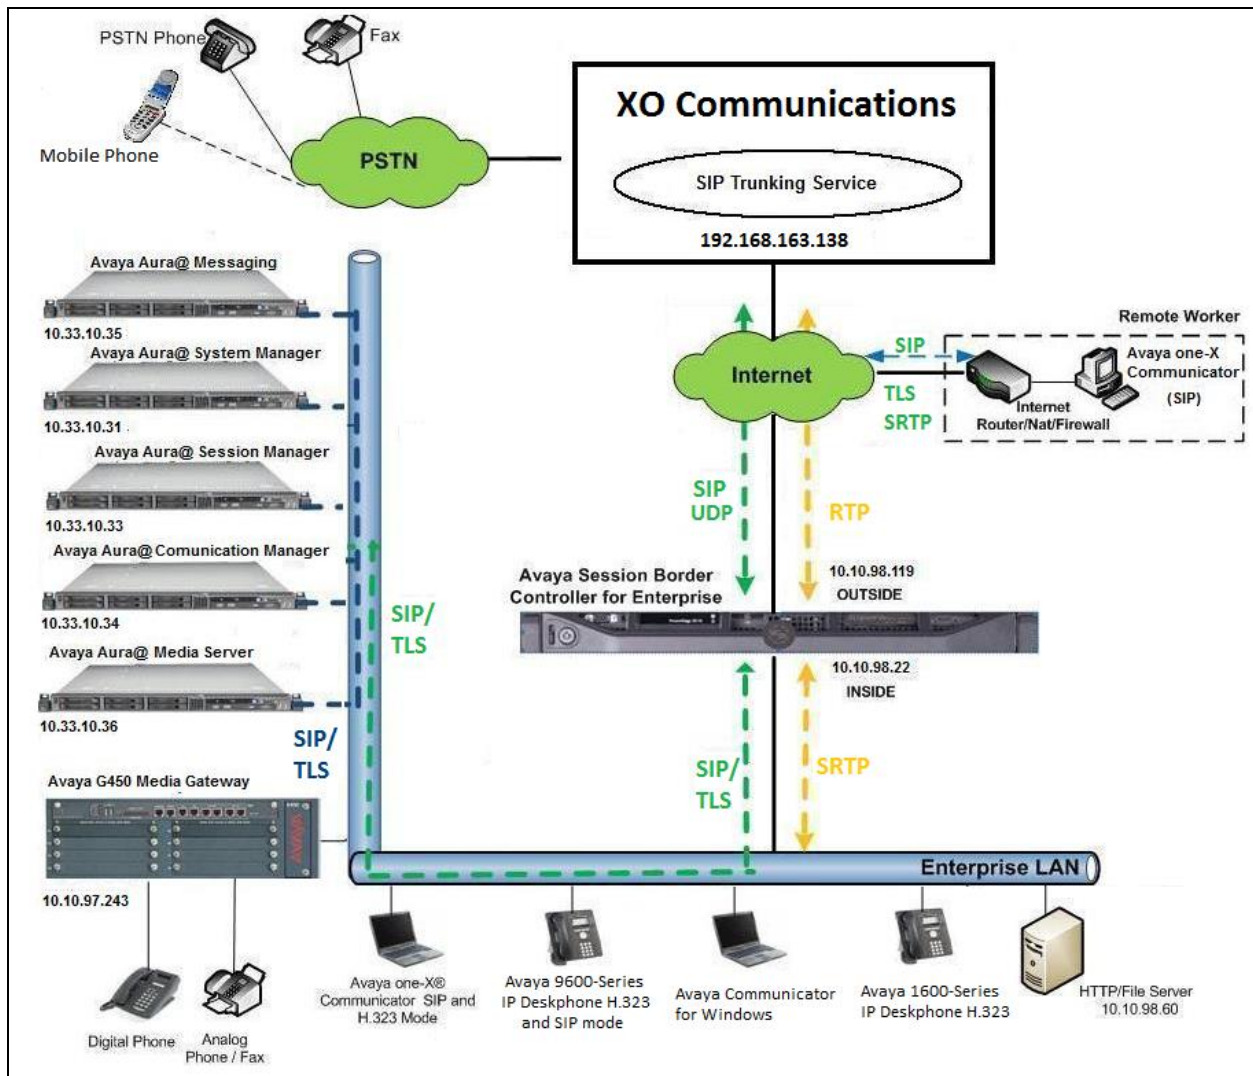 PSTN Phone
Fax
Mobile Phone
PSTN
XO Communications
SIP Trunking Service
192.168.163.138
Avaya Aura@ Messaging
10.33.10.35
Avaya Aura@ System Manager
10.33.10.31
Avaya Aura@ Session Manager
10.33.10.33
Avaya Aura@ Comunication Manager
10.33.10.34
Avaya Aura@ Media Server
10.33.10.36
SIP/
TLS
SIP/
TLS
Internet
SIP
TLS
SRTP
Remote Worker
Avaya one-X
Communicator
(SIP)
Internet
Router/Nat/Firewall
SIP
UDP
RTP
Avaya Session Border
Controller for Enterprise
10.10.98.119
OUTSIDE
10.10.98.22
INSIDE
SIP/
TLS
SRTP
Avaya G450 Media Gateway
AVAYA
10.10.97.243
Enterprise LAN
Digital Phone
Analog
Phone / Fax
Avaya one-X®
Communicator SIP and
H.323 Mode
Avaya 9600-Series
IP Deskphone H.323
and SIP mode
Avaya Communicator
for Windows
Avaya 1600-Series
IP Deskphone H.323
HTTP/File Server
10.10.98.60